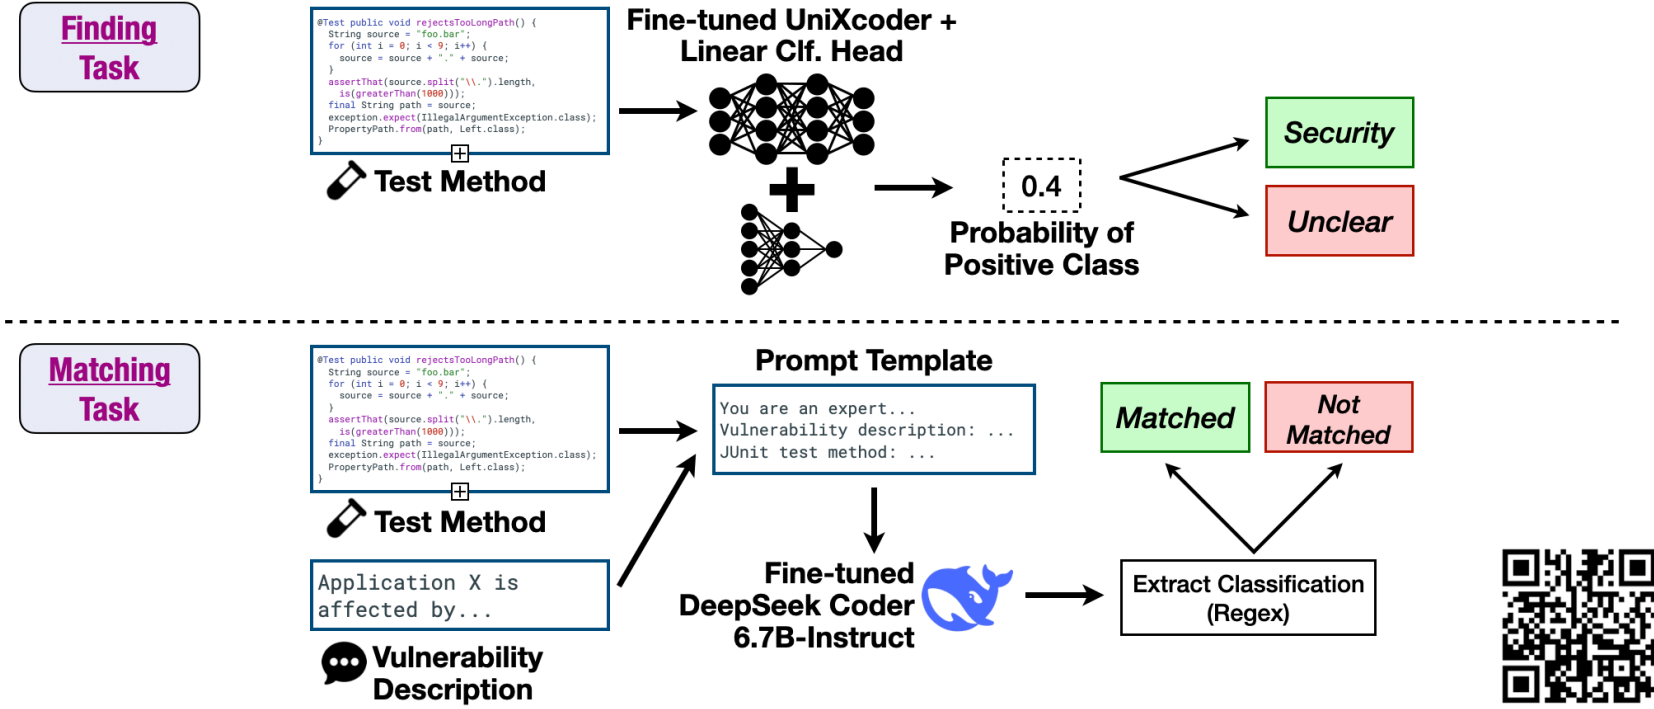 Finding
Task
@Test public void rejectsTooLongPath() {
String source = "foo.bar";
for (int i = 0; i < 9; i++) {
source = source + "." + source;
}
assertThat(source.split("\\.").length,
is(greaterThan(1000)));
final String path = source;
exception.expect(IllegalArgumentException.class);
PropertyPath.from(path, Left.class);
}
Test Method
Fine-tuned UniXcoder +
Linear Clf. Head
0.4
Probability of
Positive Class
Security
Unclear
Matching
Task
@Test public void rejectsTooLongPath() {
String source = "foo.bar";
for (int i = 0; i < 9; i++) {
source = source + "." + source;
}
assertThat(source.split("\\.").length,
is(greaterThan(1000)));
final String path = source;
exception.expect(IllegalArgumentException.class);
PropertyPath.from(path, Left.class);
}
Test Method
Application X is
affected by...
Vulnerability
Description
Prompt Template
You are an expert...
Vulnerability description: ...
JUnit test method: ...
Fine-tuned
DeepSeek Coder
6.7B-Instruct
Extract Classification
(Regex)
Matched
Not
Matched